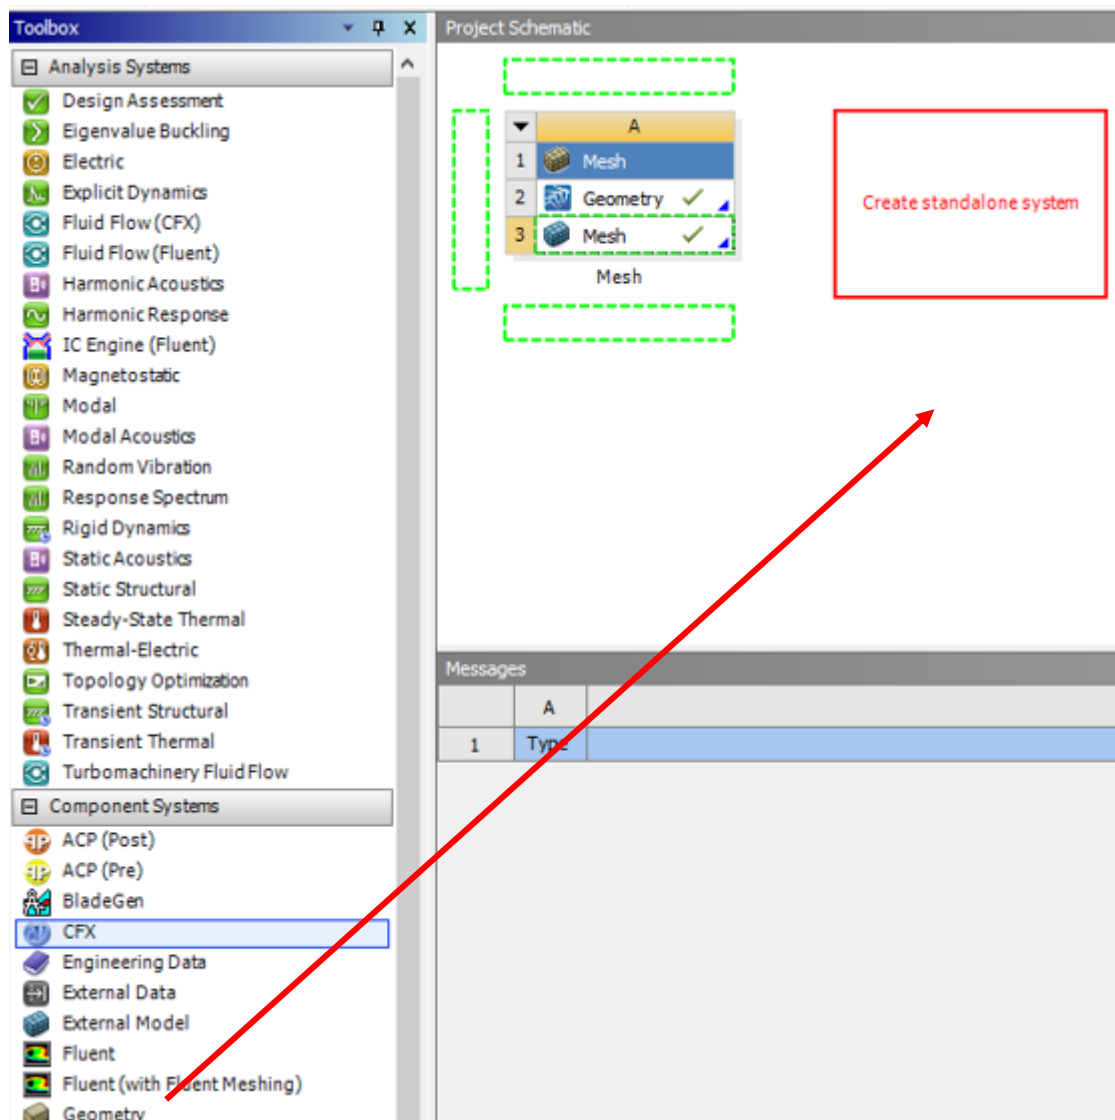 Toolbox
Analysis Systems
Design Assessment
Eigenvalue Buckling
Electric
Explicit Dynamics
Fluid Flow (CFX)
Fluid Flow (Fluent)
Harmonic Acoustics
Harmonic Response
IC Engine (Fluent)
Magnetostatic
Modal
Modal Acoustics
Random Vibration
Response Spectrum
Rigid Dynamics
Static Acoustics
Static Structural
Steady-State Thermal
Thermal-Electric
Topology Optimization
Transient Structural
Transient Thermal
Turbomachinery Fluid Flow
Component Systems
ACP (Post)
ACP (Pre)
BladeGen
CFX
Engineering Data
External Data
External Model
Fluent
Fluent (with Fluent Meshing)
Geometry
Project Schematic
A
1 Mesh
2 Geometry
3 Mesh
Mesh
Create standalone system
Messages
A
1 Type